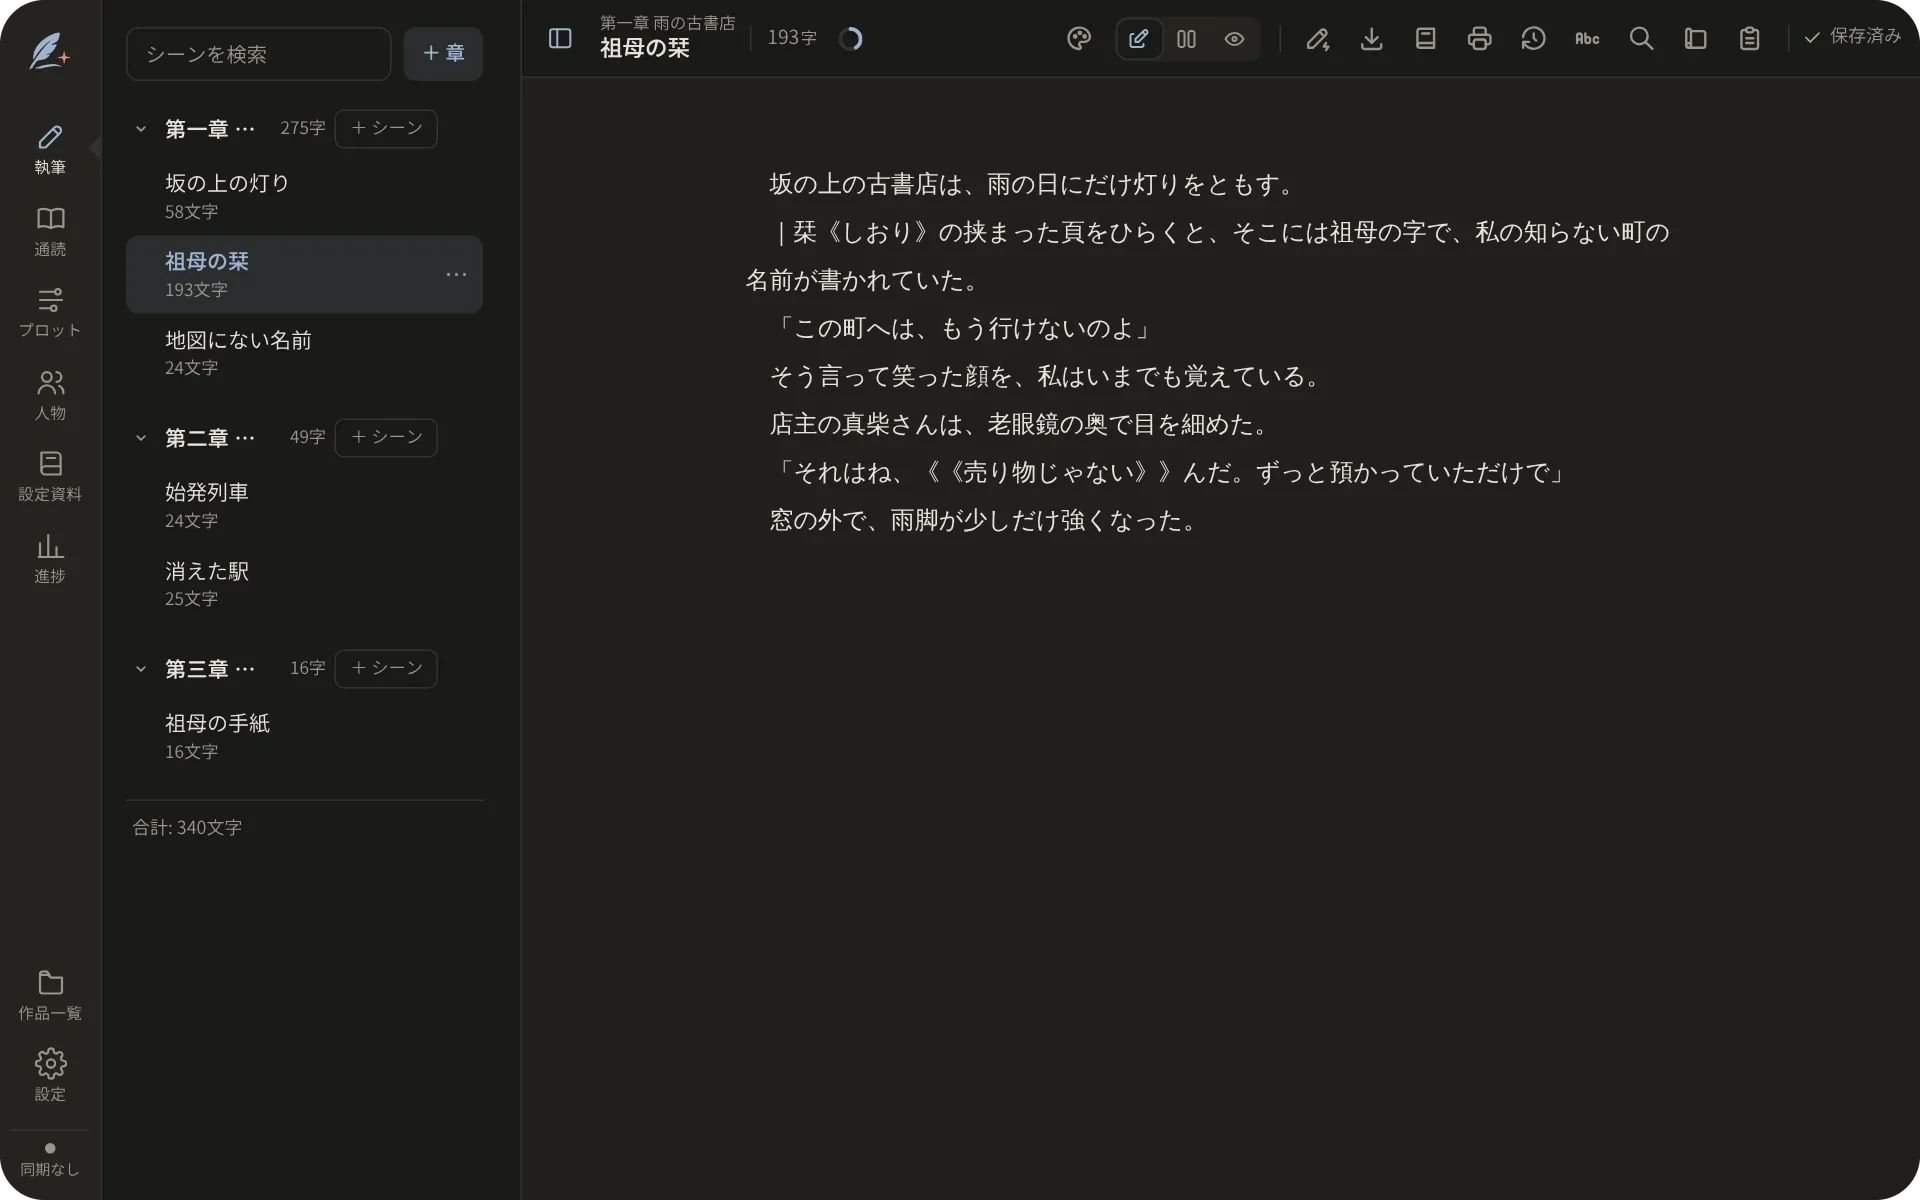 執筆
通読
プロット
人物
設定資料
進捗
作品一覧
設定
同期なし
シーンを検索
+ 章
第一章 … 275字 + シーン
坂の上の灯り
58文字
祖母の栞
193文字
…
地図にない名前
24文字
第二章 … 49字 + シーン
始発列車
24文字
消えた駅
25文字
第三章 … 16字 + シーン
祖母の手紙
16文字
合計: 340文字
第一章 雨の古書店
祖母の栞
193字
Abc
保存済み
坂の上の古書店は、雨の日にだけ灯りをともす。
｜栞《しおり》の挟まった頁をひらくと、そこには祖母の字で、私の知らない町の
名前が書かれていた。
「この町へは、もう行けないのよ」
そう言って笑った顔を、私はいまでも覚えている。
店主の真柴さんは、老眼鏡の奥で目を細めた。
「それはね、《《売り物じゃない》》んだ。ずっと預かっていただけで」
窓の外で、雨脚が少しだけ強くなった。